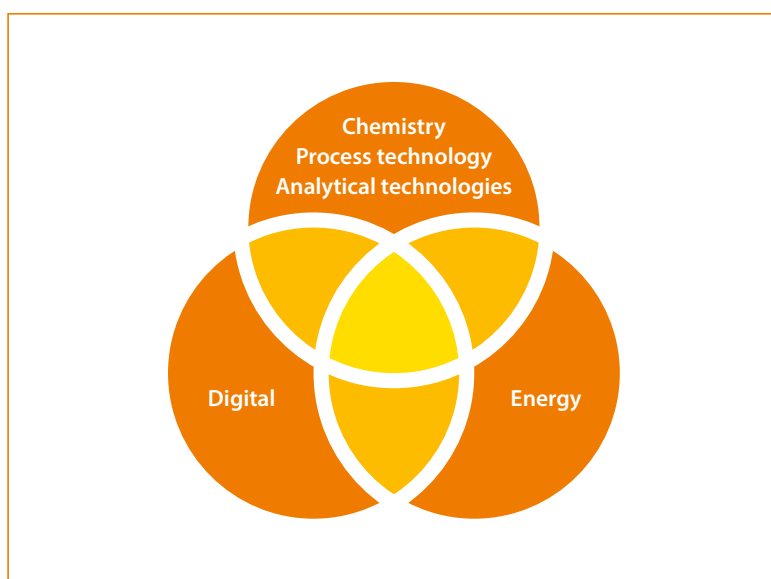 Chemistry
Process technology
Analytical technologies
Digital
Energy